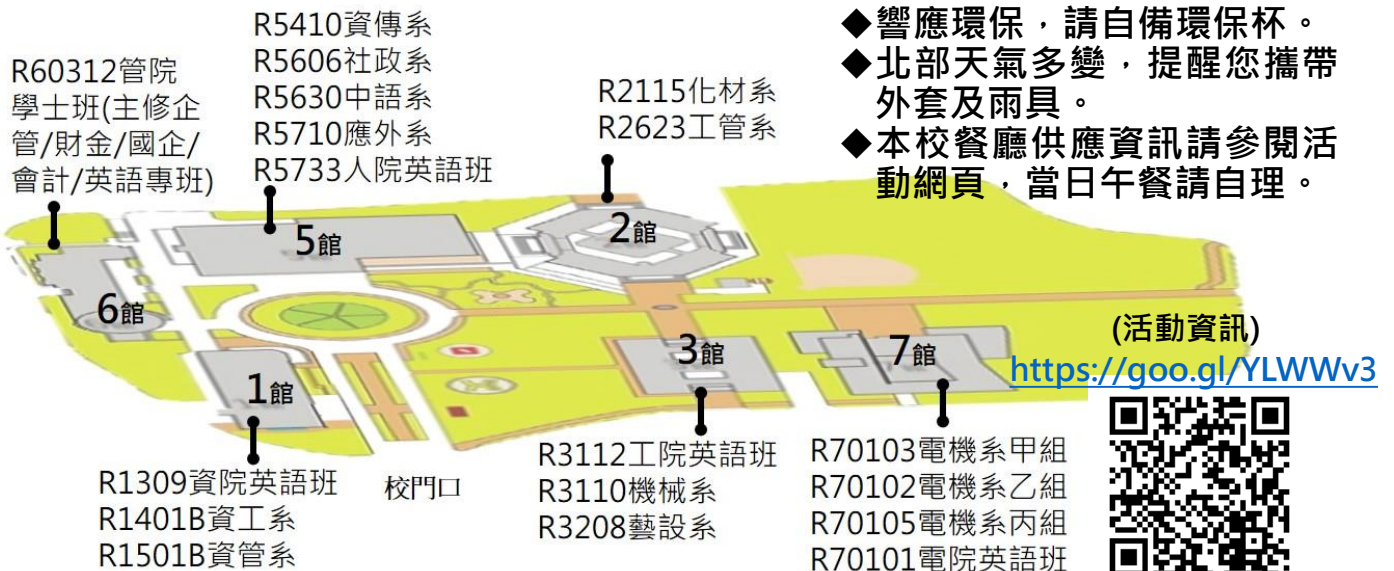 R60312管院
學士班(主修企
管/財金/國企/
會計/英語專班)
R5410資傳系
R5606社政系
R5630中語系
R5710應外系
R5733人院英語班
R2115化材系
R2623工管系
◆響應環保，請自備環保杯。
◆北部天氣多變，提醒您攜帶
外套及雨具。
◆本校餐廳供應資訊請參閱活
動網頁，當日午餐請自理。
5館
2館
6館
3館
7館
1館
(活動資訊)
https://goo.gl/YLWWv3
R1309資院英語班
R1401B資工系
R1501B資管系
校門口
R3112工院英語班
R3110機械系
R3208藝設系
R70103電機系甲組
R70102電機系乙組
R70105電機系丙組
R70101電院英語班